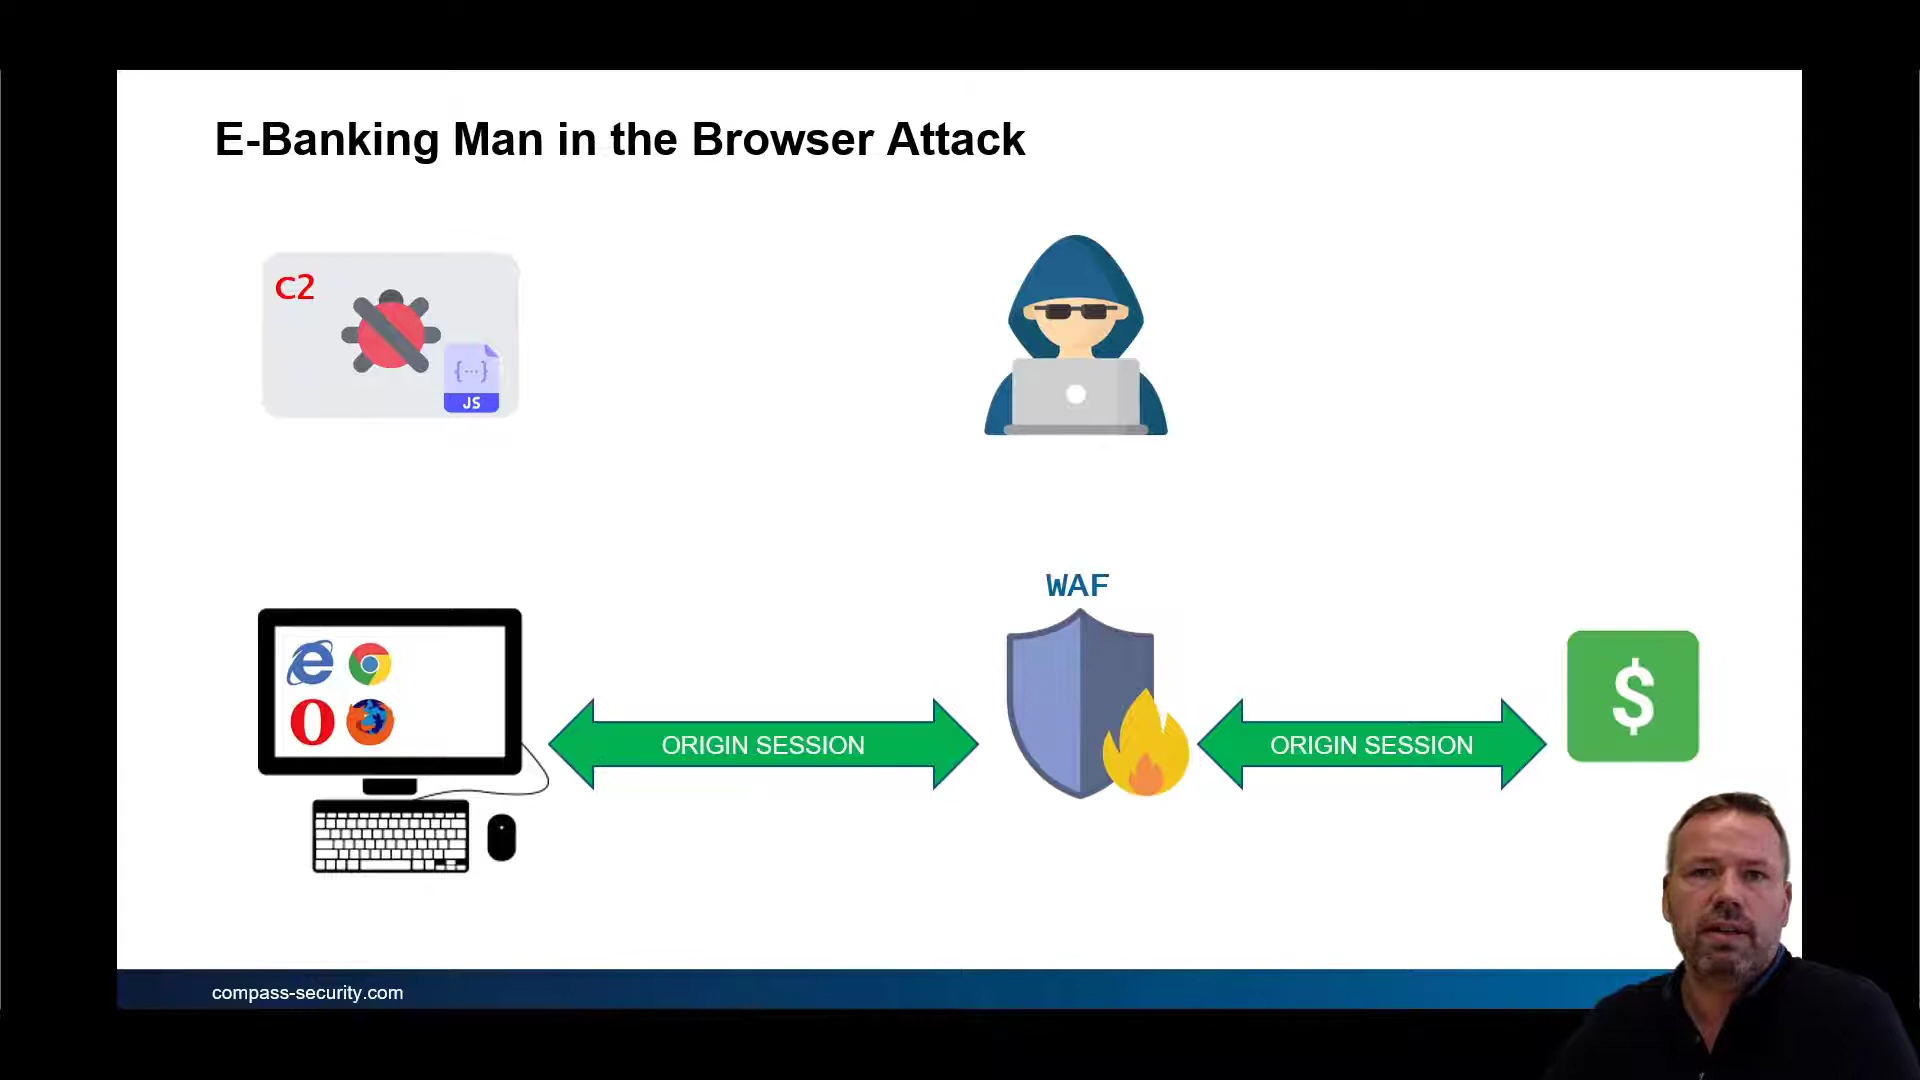 E-Banking Man in the Browser Attack
C2
{...}
JS
WAF
ORIGIN SESSION
ORIGIN SESSION
$
compass-security.com